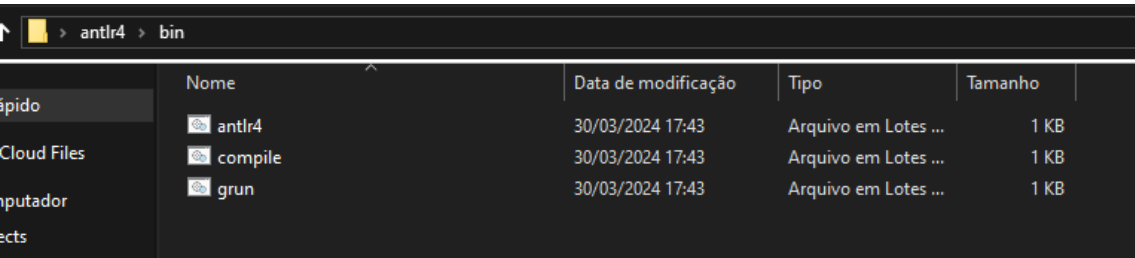 antlr4 > bin
Nome Data de modificação Tipo Tamanho
ápido
antlr4 30/03/2024 17:43 Arquivo em Lotes ... 1 KB
Cloud Files
compile 30/03/2024 17:43 Arquivo em Lotes ... 1 KB
grun 30/03/2024 17:43 Arquivo em Lotes ... 1 KB
nputador
ects